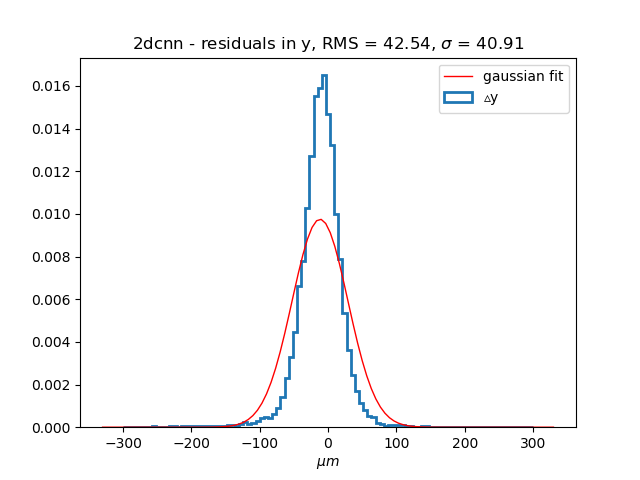 2dcnn - residuals in y, RMS = 42.54, σ = 40.91
gaussian fit
▵y
0.016
0.014
0.012
0.010
0.008
0.006
0.004
0.002
0.000
−300 −200 −100 0 100 200 300
μm